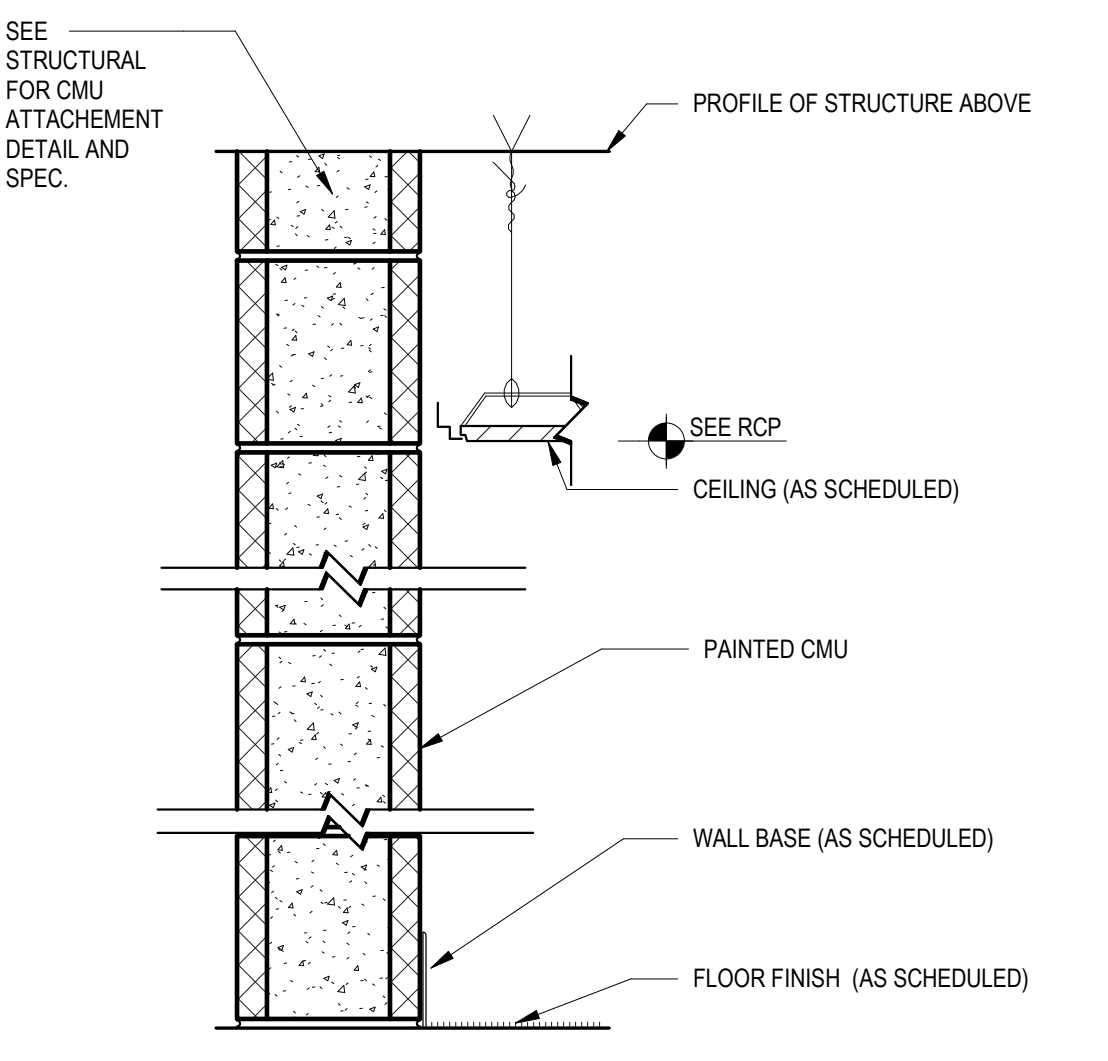 SEE
STRUCTURAL
FOR CMU
ATTACHEMENT
DETAIL AND
SPEC.
PROFILE OF STRUCTURE ABOVE
SEE RCP
CEILING (AS SCHEDULED)
PAINTED CMU
WALL BASE (AS SCHEDULED)
FLOOR FINISH  (AS SCHEDULED)